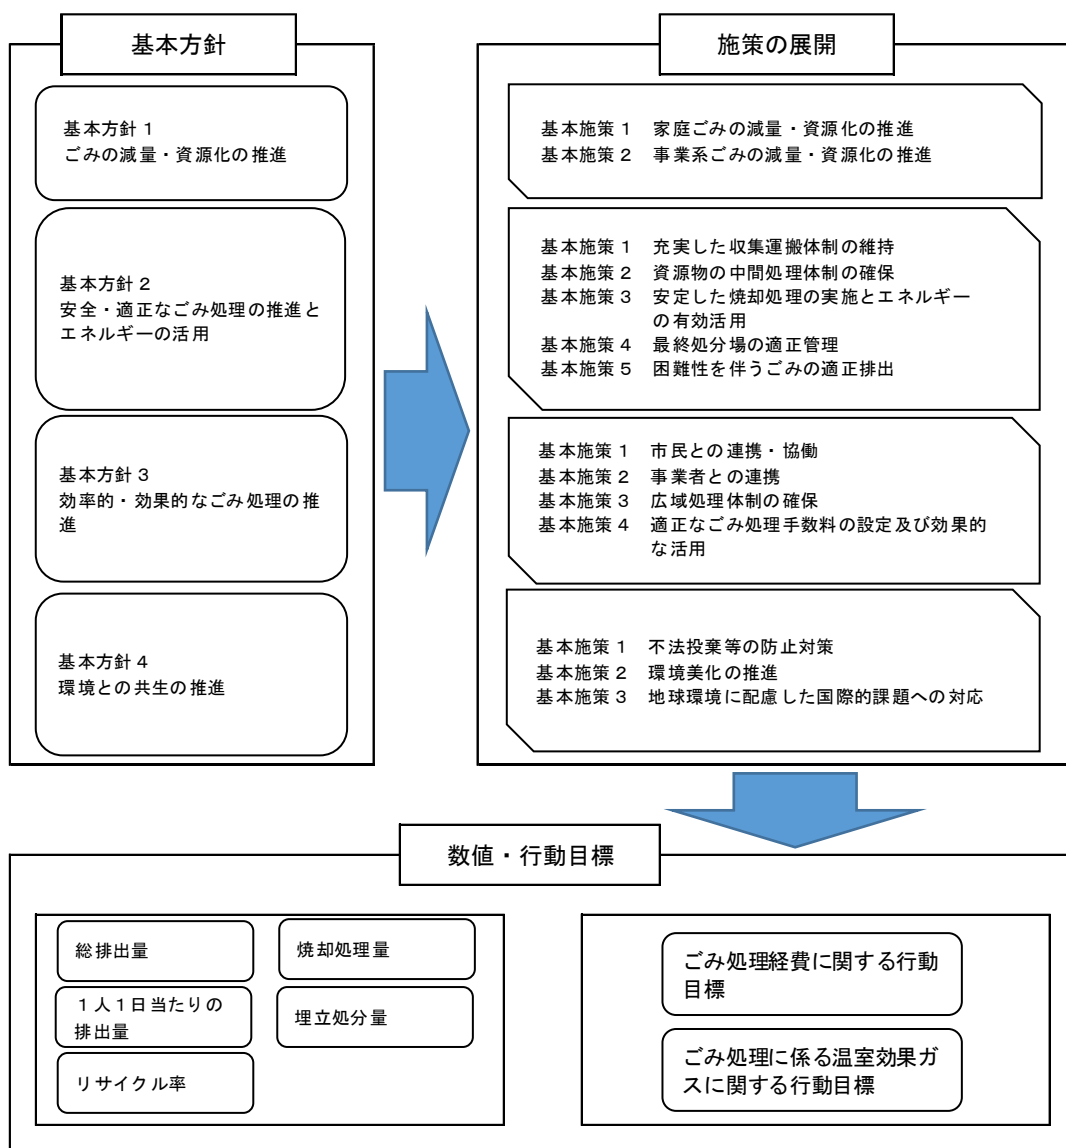 基本方針
基本方針1
ごみの減量・資源化の推進
基本方針2
安全・適正なごみ処理の推進と
エネルギーの活用
基本方針3
効率的・効果的なごみ処理の推
進
基本方針4
環境との共生の推進
施策の展開
基本施策1 家庭ごみの減量・資源化の推進
基本施策2 事業系ごみの減量・資源化の推進
基本施策1 充実した収集運搬体制の維持
基本施策2 資源物の中間処理体制の確保
基本施策3 安定した焼却処理の実施とエネルギー
の有効活用
基本施策4 最終処分場の適正管理
基本施策5 困難性を伴うごみの適正排出
基本施策1 市民との連携・協働
基本施策2 事業者との連携
基本施策3 広域処理体制の確保
基本施策4 適正なごみ処理手数料の設定及び効果的
な活用
基本施策1 不法投棄等の防止対策
基本施策2 環境美化の推進
基本施策3 地球環境に配慮した国際的課題への対応
数値・行動目標
総排出量
1人1日当たりの
排出量
リサイクル率
焼却処理量
埋立処分量
ごみ処理経費に関する行動
目標
ごみ処理に係る温室効果ガ
スに関する行動目標